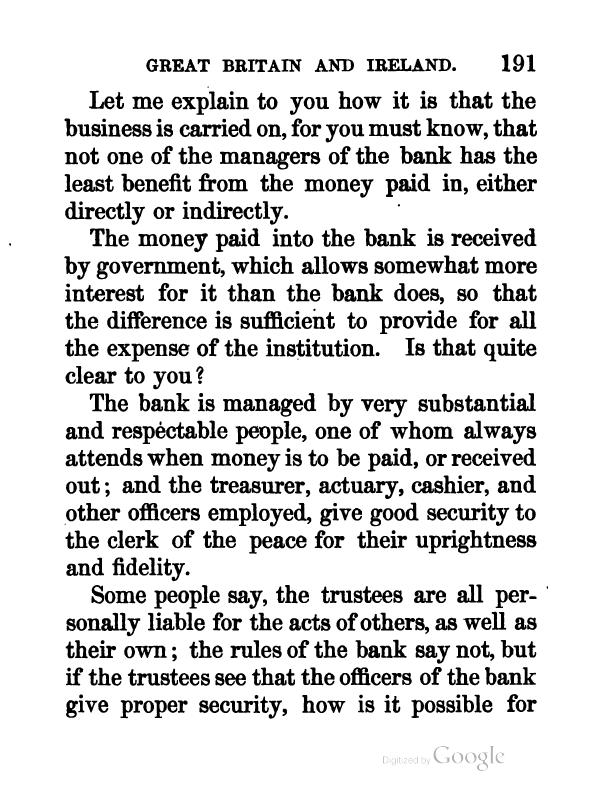 GREAT BRITAIN AND IRELAND. 191
Let me explain to you how it is that the
business is carried on, for you must know, that
not one of the managers of the bank has the
least benefit from the money paid in, either
directly or indirectly.
The money paid into the bank is received
by government, which allows somewhat more
interest for it than the bank does, so that
the difference is sufficient to provide for all
the expense of the institution. Is that quite
clear to you?
The bank is managed by very substantial
and respectable people, one of whom always
attends when money is to be paid, or received
out; and the treasurer, actuary, cashier, and
other officers employed, give good security to
the clerk of the peace for their uprightness
and fidelity.
Some people say, the trustees are all per-
sonally liable for the acts of others, as well as
their own; the rules of the bank say not, but
if the trustees see that the officers of the bank
give proper security, how is it possible for
Digitized by Google